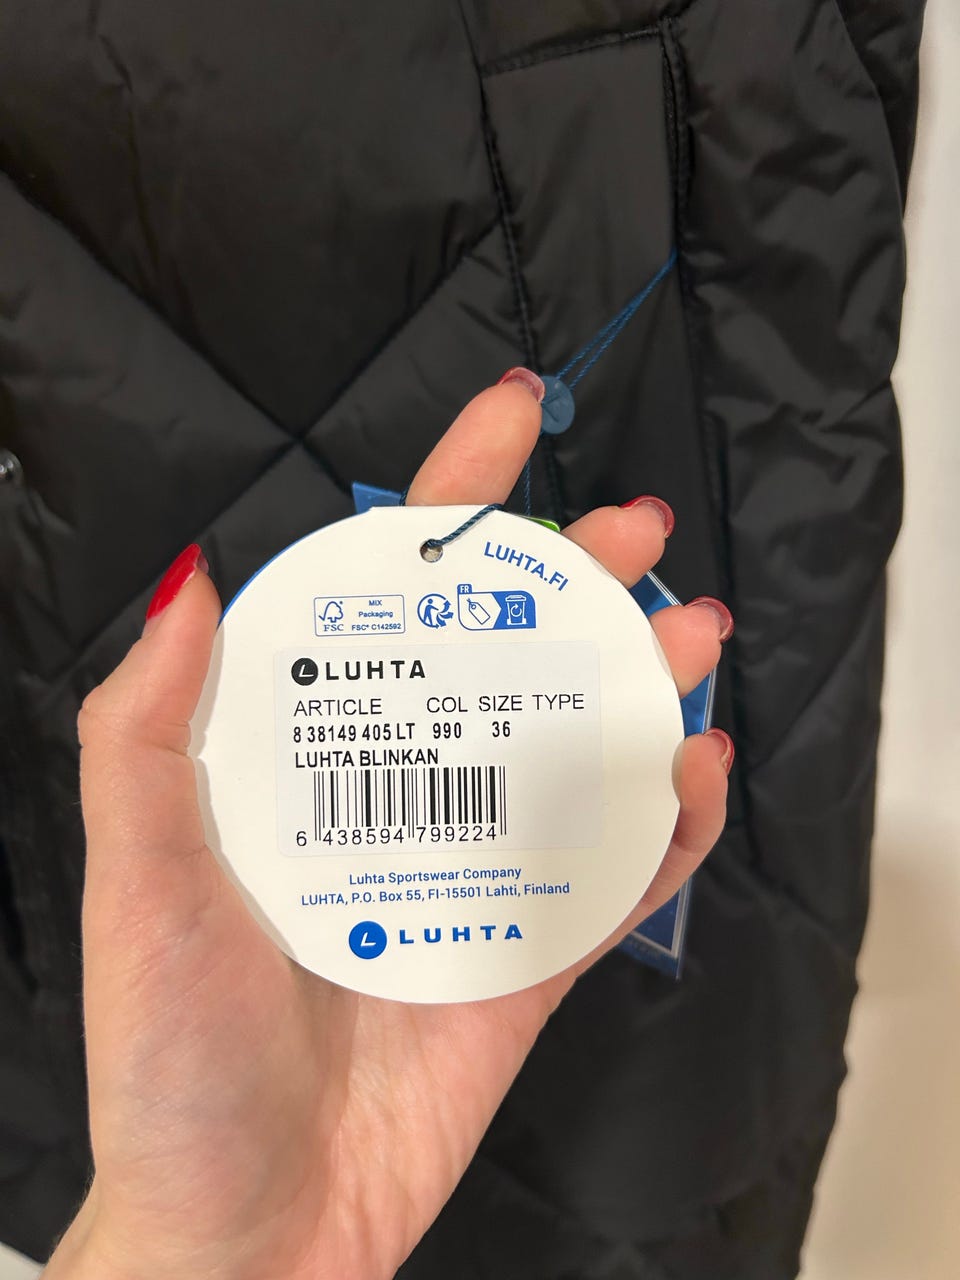 LUHTA.FI
FSC
MIX
Packaging
FSC® C142592
FR
LUHTA
ARTICLE COL SIZE TYPE
8 38149 405 LT 990 36
LUHTA BLINKAN
6 438594 799224
Luhta Sportswear Company
LUHTA, P.O. Box 55, FI-15501 Lahti, Finland
L LUHTA